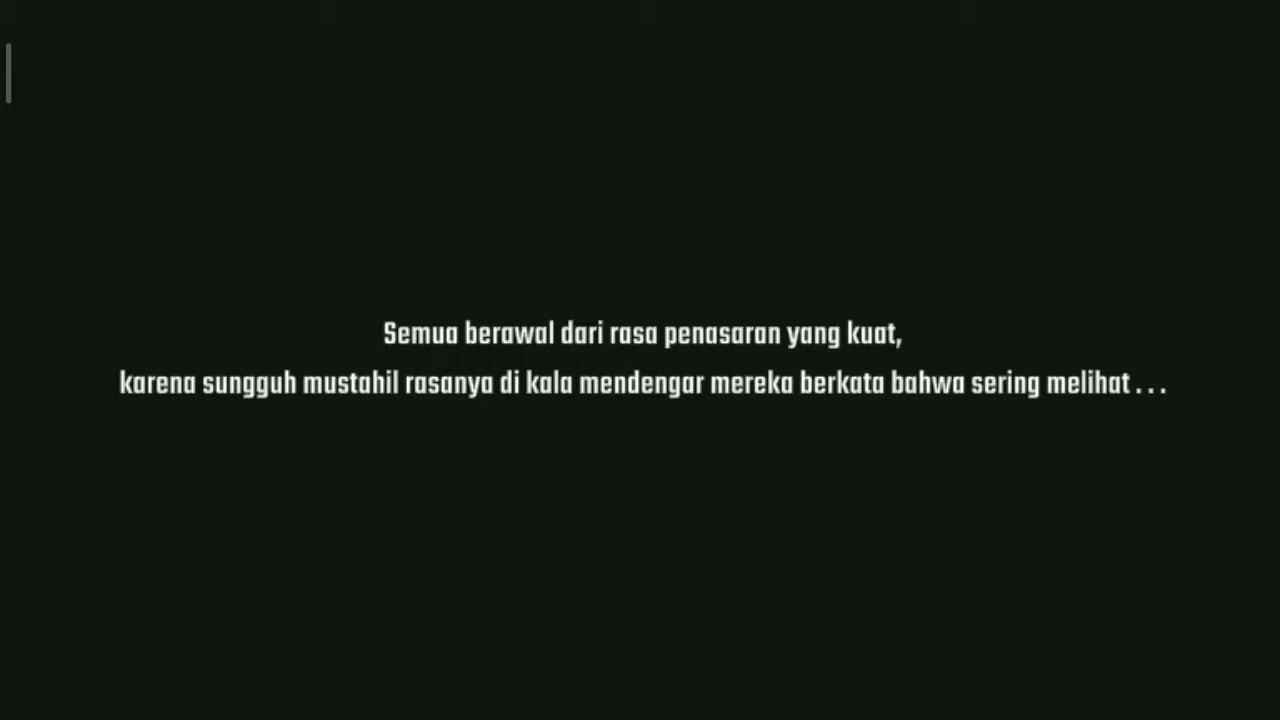 Semua berawal dari rasa penasaran yang kuat,
karena sungguh mustahil rasanya di kala mendengar mereka berkata bahwa sering melihat . . .